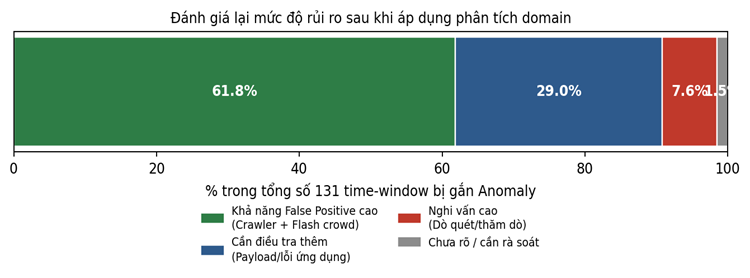 Đánh giá lại mức độ rủi ro sau khi áp dụng phân tích domain
61.8%
29.0%
7.6%
1.5%
0
20
40
60
80
100
% trong tổng số 131 time-window bị gắn Anomaly
Khả năng False Positive cao
(Crawler + Flash crowd)
Cần điều tra thêm
(Payload/lỗi ứng dụng)
Nghi vấn cao
(Dò quét/thăm dò)
Chưa rõ / cần rà soát